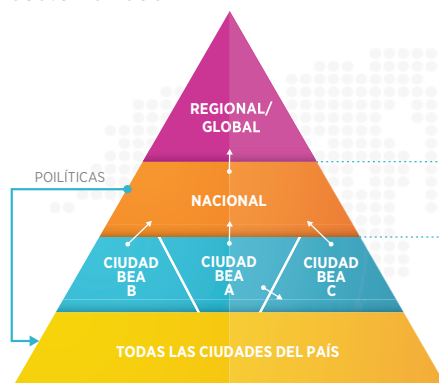 REGIONAL/
GLOBAL
POILÍTICAS
NACIONAL
CIUDAD
BEA
B
CIUDAD
BEA
A
CIUDAD
BEA
C
TODAS LAS CIUDADES DEL PAÍS